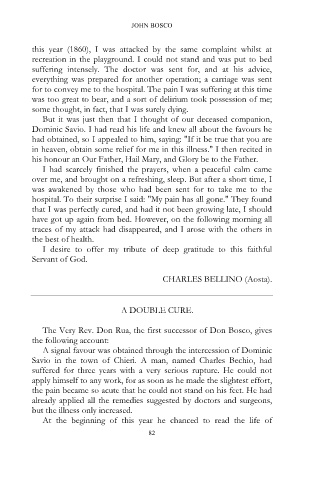 JOHN BOSCO
this year (1860), I was attacked by the same complaint whilst at
recreation in the playground. I could not stand and was put to bed
suffering intensely. The doctor was sent for, and at his advice,
everything was prepared for another operation; a carriage was sent
for to convey me to the hospital. The pain I was suffering at this time
was too great to bear, and a sort of delirium took possession of me;
some thought, in fact, that I was surely dying.
But it was just then that I thought of our deceased companion,
Dominic Savio. I had read his life and knew all about the favours he
had obtained, so I appealed to him, saying: "If it be true that you are
in heaven, obtain some relief for me in this illness." I then recited in
his honour an Our Father, Hail Mary, and Glory be to the Father.
I had scarcely finished the prayers, when a peaceful calm came
over me, and brought on a refreshing, sleep. But after a short time, I
was awakened by those who had been sent for to take me to the
hospital. To their surprise I said: "My pain has all gone." They found
that I was perfectly cured, and had it not been growing late, I should
have got up again from bed. However, on the following morning all
traces of my attack had disappeared, and I arose with the others in
the best of health.
I desire to offer my tribute of deep gratitude to this faithful
Servant of God.
CHARLES BELLINO (Aosta).
A DOUBLE CURE.
The Very Rev. Don Rua, the first successor of Don Bosco, gives
the following account:
A signal favour was obtained through the intercession of Dominic
Savio in the town of Chieri. A man, named Charles Bechio, had
suffered for three years with a very serious rupture. He could not
apply himself to any work, for as soon as he made the slightest effort,
the pain became so acute that he could not stand on his feet. He had
already applied all the remedies suggested by doctors and surgeons,
but the illness only increased.
At the beginning of this year he chanced to read the life of
82